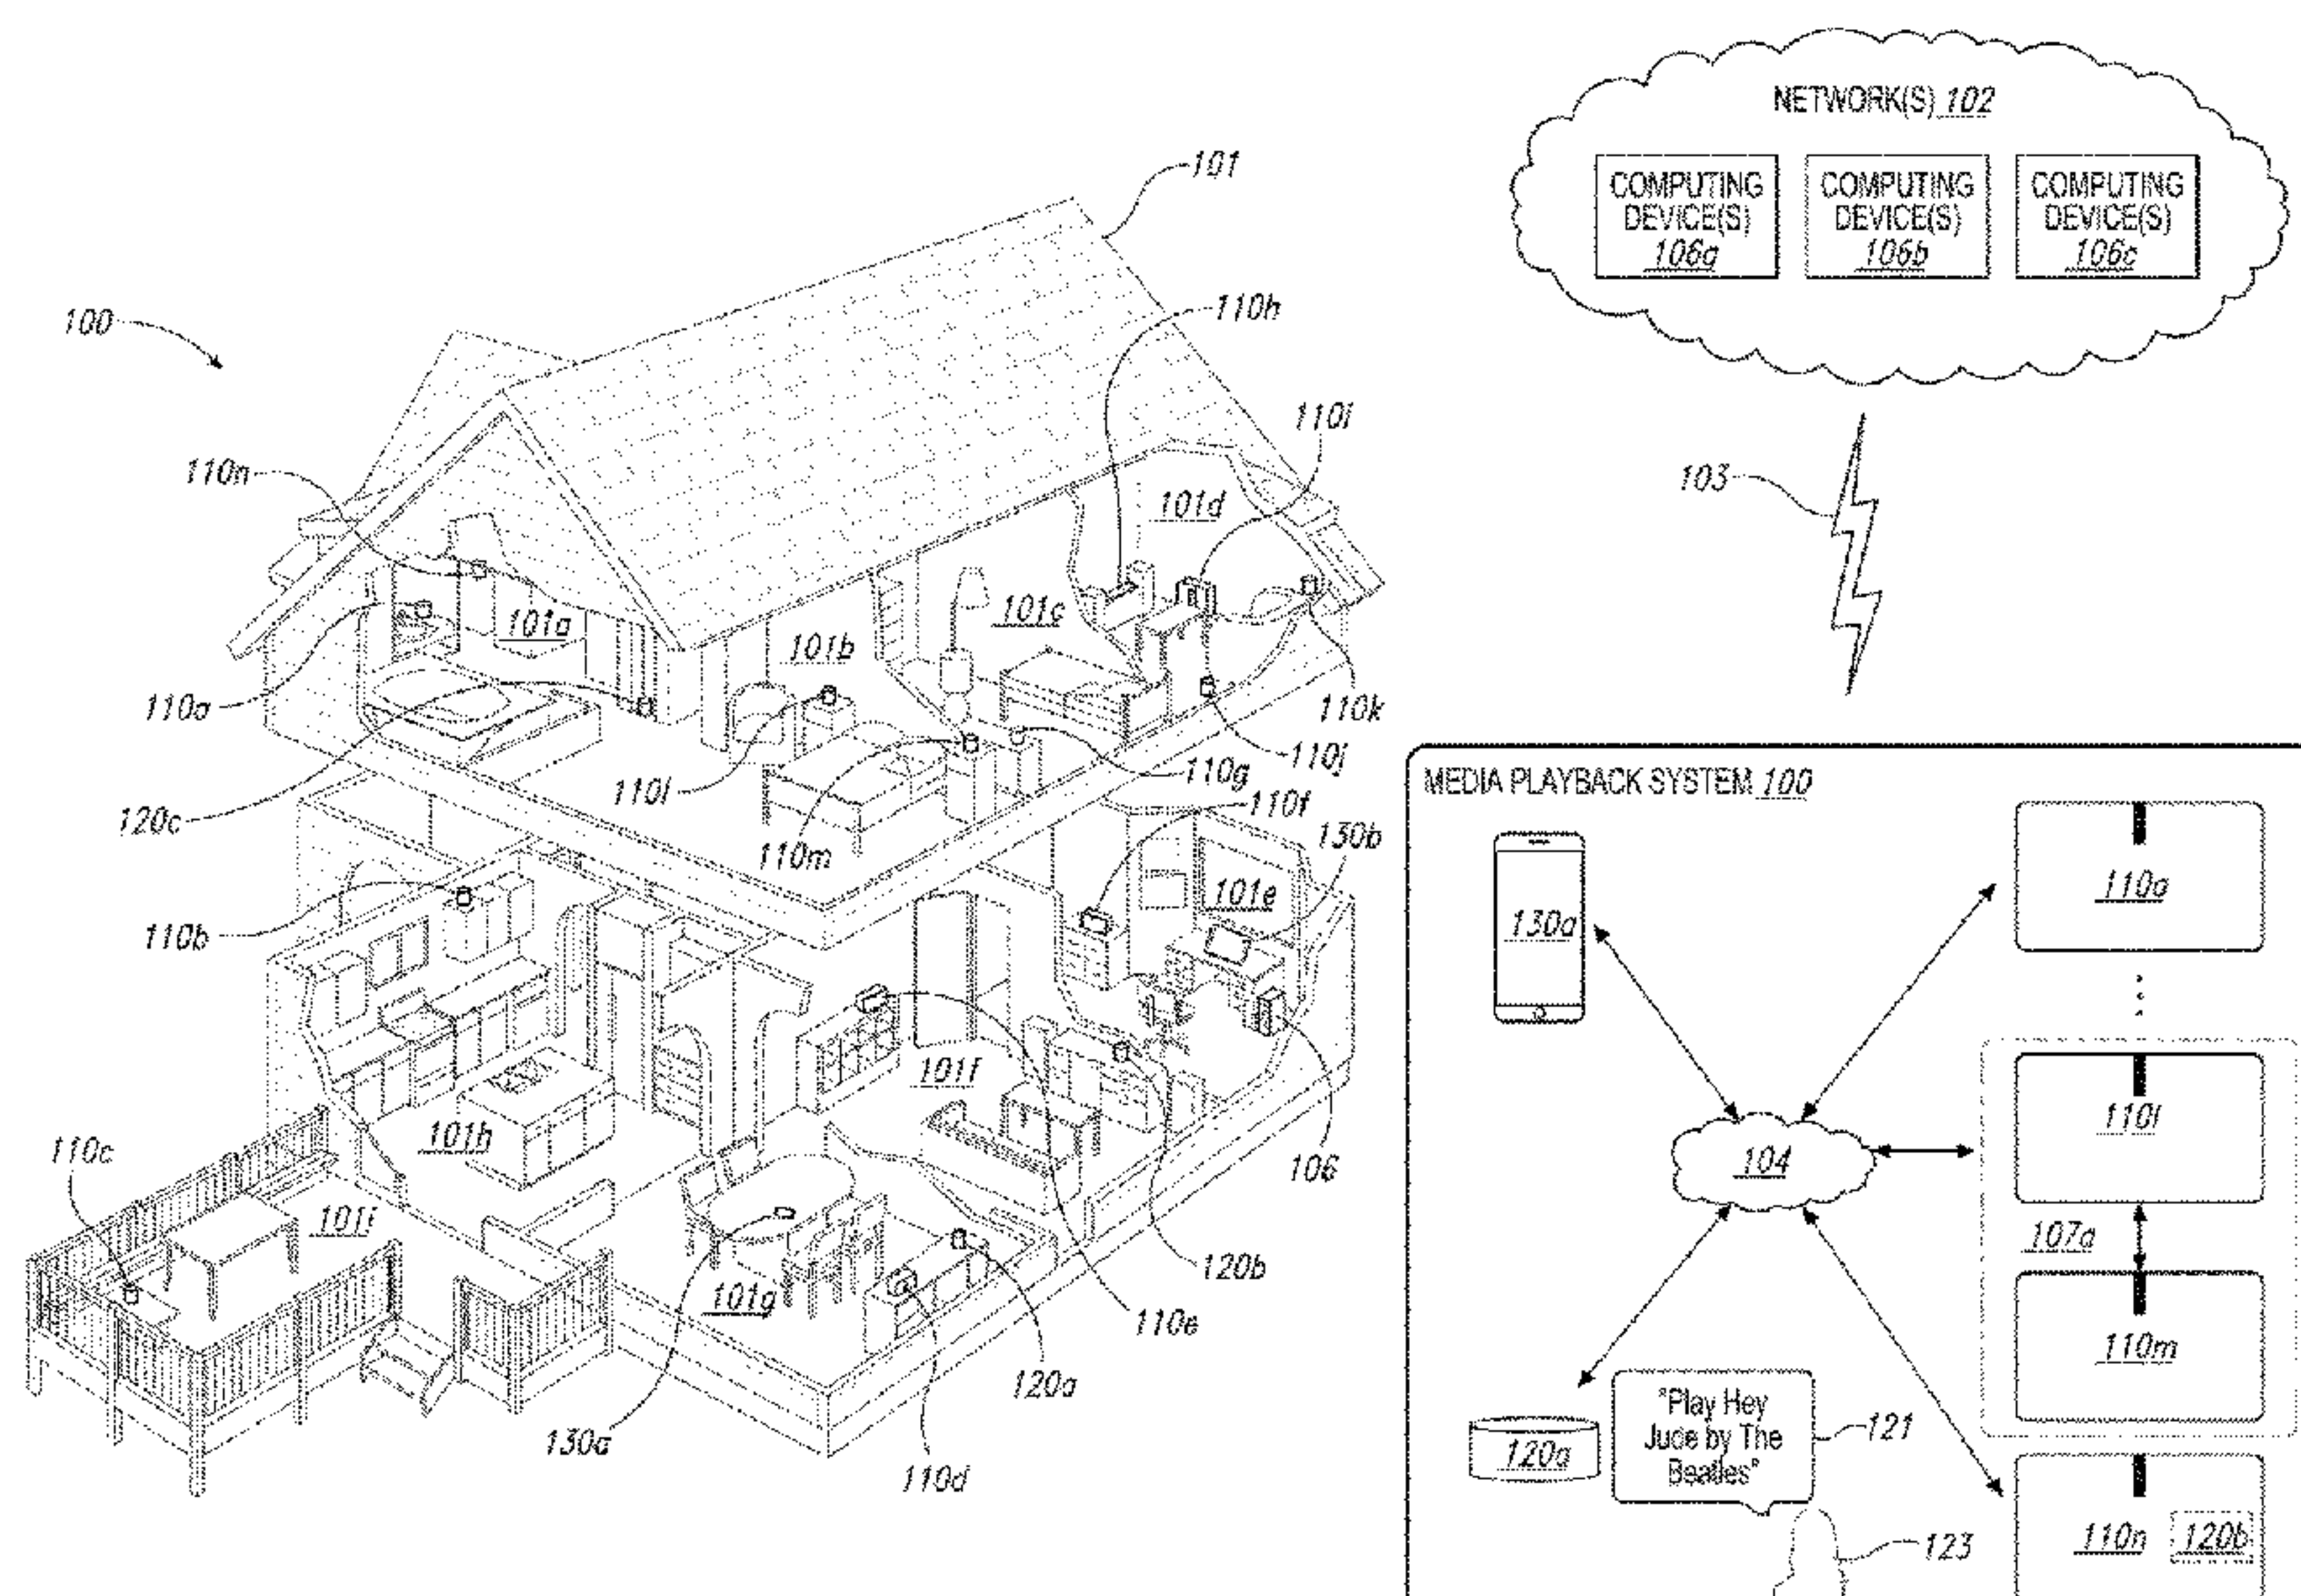 101
100
110h
110i
110n
101d
101a
101b
101c
110a
110k
110j
110g
110l
110f
120c
130b
110m
101e
110b
101f
110c
101h
106
101i
120b
101g
110e
120a
130a
110d
NETWORK(S) 102
COMPUTING
DEVICE(S)
106a
COMPUTING
DEVICE(S)
106b
COMPUTING
DEVICE(S)
106c
103
MEDIA PLAYBACK SYSTEM 100
130a
110a
110l
104
107a
110m
"Play Hey
Jude by The
Beatles"
121
120a
110n
120b
123